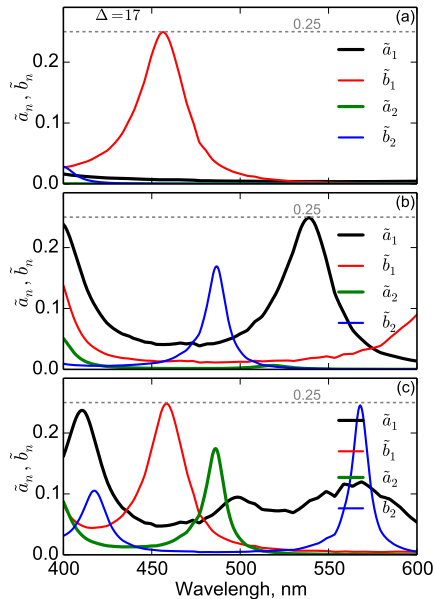 Δ=17
(a)
0.25
ã₁
b̃₁
ã₂
b̃₂
0.2
0.1
0.0
ãₙ, b̃ₙ
(b)
0.25
ã₁
b̃₁
ã₂
b̃₂
0.2
0.1
0.0
ãₙ, b̃ₙ
(c)
0.25
ã₁
b̃₁
ã₂
b̃₂
0.2
0.1
0.0
ãₙ, b̃ₙ
400 450 500 550 600
Wavelengh, nm